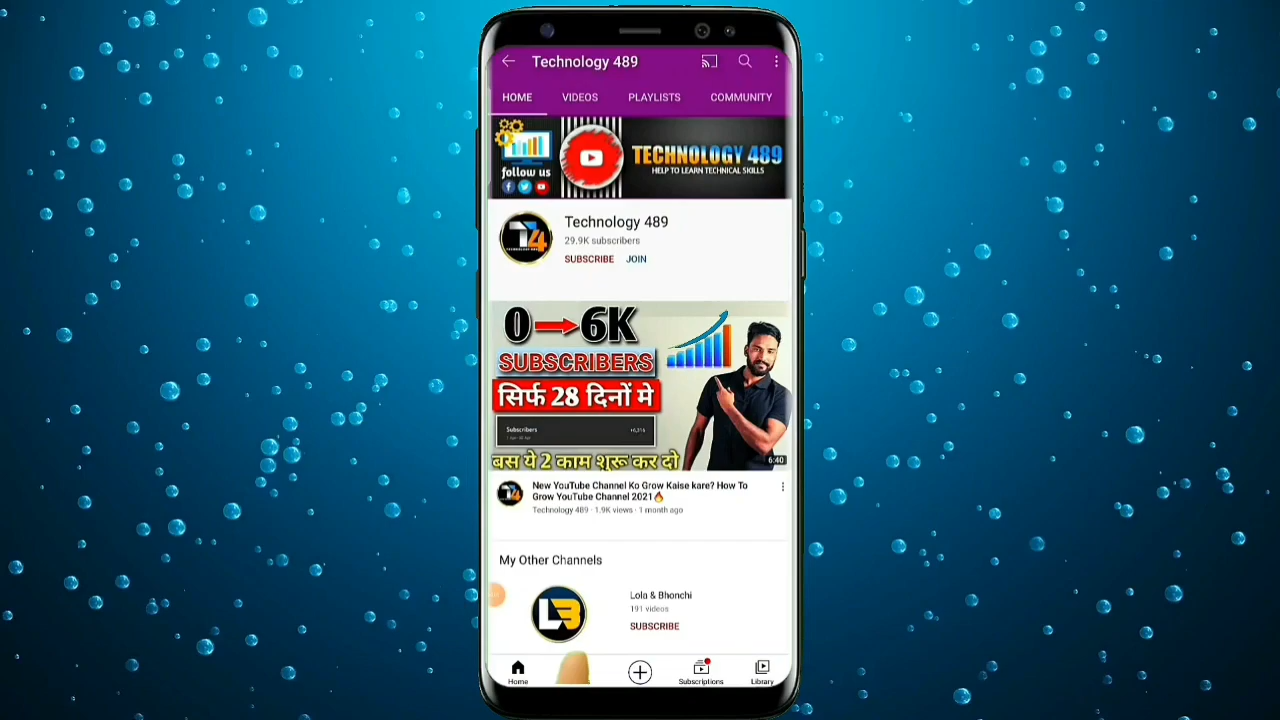 Technology 489
HOME VIDEOS PLAYLISTS COMMUNITY
follow us
TECHNOLOGY 489
HELP TO LEARN TECHNICAL SKILLS
T4
Technology 489
29.9K subscribers
SUBSCRIBE JOIN
0 6K
SUBSCRIBERS
सिर्फ 28 दिनों मे
Subscribers
बस ये 2 काम शुरू कर दो
6:40
New YouTube Channel Ko Grow Kaise kare? How To
Grow YouTube Channel 2021🔥
Technology 489 · 1.9K views · 1 month ago
My Other Channels
LB
Lola & Bhonchi
191 videos
SUBSCRIBE
Home Subscriptions Library